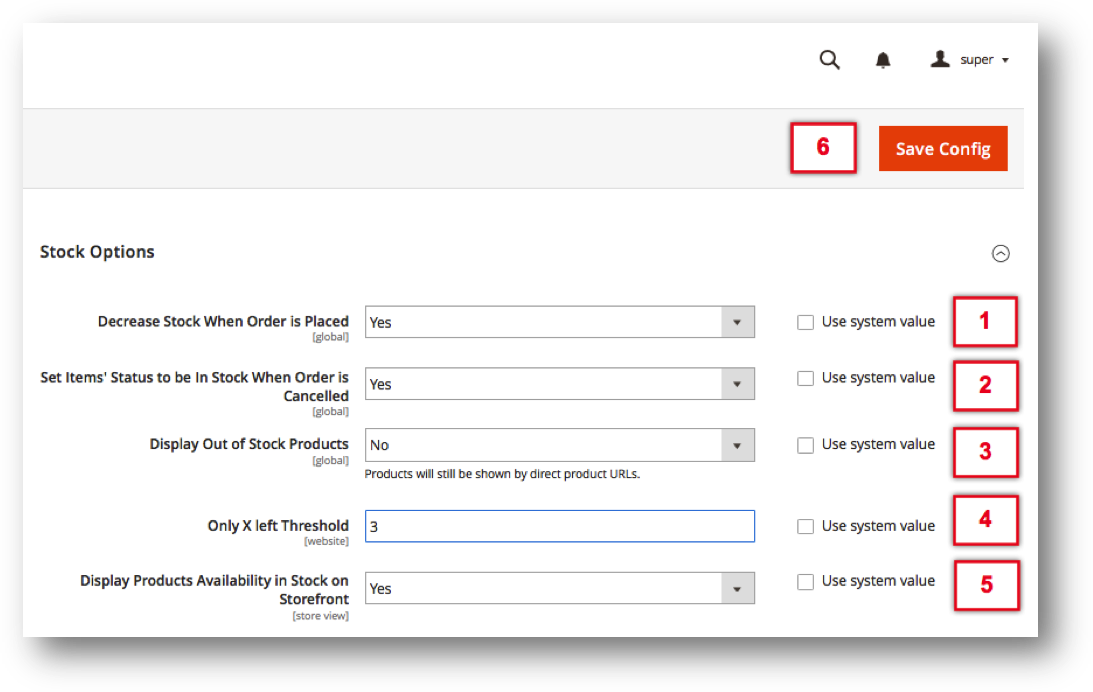 super
6
Save Config
Stock Options
Decrease Stock When Order is Placed
[global]
Yes
Use system value
1
Set Items' Status to be In Stock When Order is
Cancelled
[global]
Yes
Use system value
2
Display Out of Stock Products
[global]
No
Products will still be shown by direct product URLs.
Use system value
3
Only X left Threshold
[website]
3
Use system value
4
Display Products Availability in Stock on
Storefront
[store view]
Yes
Use system value
5